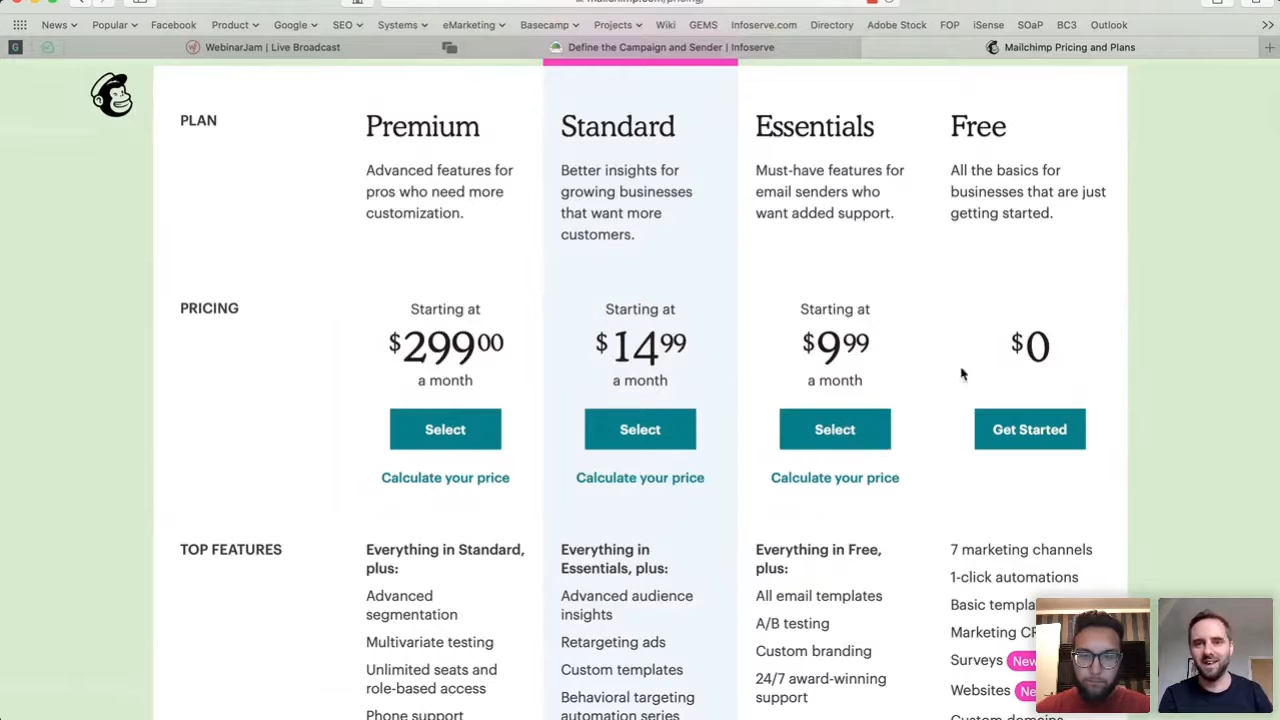 mailchimp.com/pricing/
News
Popular
Facebook
Product
Google
SEO
Systems
eMarketing
Basecamp
Projects
Wiki
GEMS
Infoserve.com
Directory
Adobe Stock
FOP
iSense
SOaP
BC3
Outlook
G
WebinarJam | Live Broadcast
Define the Campaign and Sender | Infoserve
Mailchimp Pricing and Plans
PLAN
Premium
Advanced features for
pros who need more
customization.
Standard
Better insights for
growing businesses
that want more
customers.
Essentials
Must-have features for
email senders who
want added support.
Free
All the basics for
businesses that are just
getting started.
PRICING
Starting at
$299 00
a month
Select
Calculate your price
Starting at
$14 99
a month
Select
Calculate your price
Starting at
$9 99
a month
Select
Calculate your price
$0
Get Started
TOP FEATURES
Everything in Standard,
plus:
Advanced
segmentation
Multivariate testing
Unlimited seats and
role-based access
Phone support
Everything in
Essentials, plus:
Advanced audience
insights
Retargeting ads
Custom templates
Behavioral targeting
automation series
Everything in Free,
plus:
All email templates
A/B testing
Custom branding
24/7 award-winning
support
7 marketing channels
1-click automations
Basic templa
Marketing CR
Surveys New
Websites Ne
Custom domains